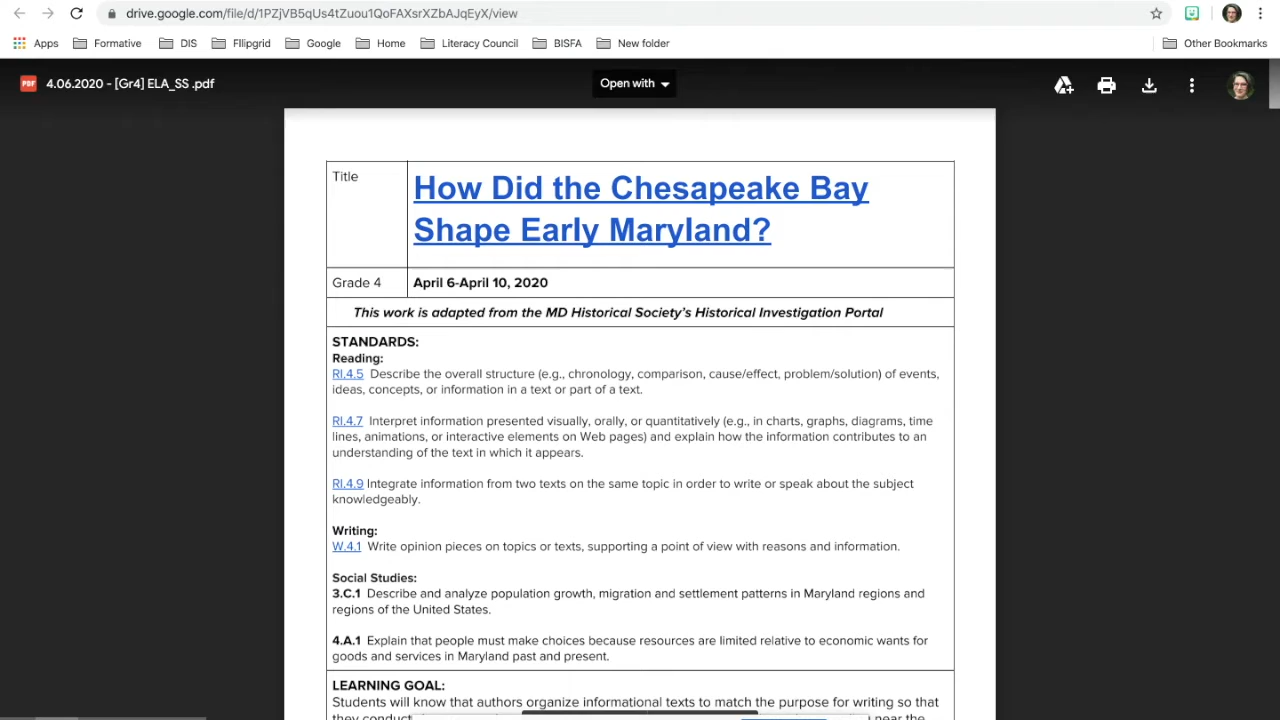 drive.google.com/file/d/1PZjVB5qUs4tZuou1QoFAXsrXZbAJqEyX/view
Apps Formative DIS Fllipgrid Google Home Literacy Council BISFA New folder Other Bookmarks
PDF 4.06.2020 - [Gr4] ELA_SS .pdf Open with
Title How Did the Chesapeake Bay
Shape Early Maryland?
Grade 4 April 6-April 10, 2020
This work is adapted from the MD Historical Society's Historical Investigation Portal
STANDARDS:
Reading:
RI.4.5 Describe the overall structure (e.g., chronology, comparison, cause/effect, problem/solution) of events,
ideas, concepts, or information in a text or part of a text.
RI.4.7 Interpret information presented visually, orally, or quantitatively (e.g., in charts, graphs, diagrams, time
lines, animations, or interactive elements on Web pages) and explain how the information contributes to an
understanding of the text in which it appears.
RI.4.9 Integrate information from two texts on the same topic in order to write or speak about the subject
knowledgeably.
Writing:
W.4.1 Write opinion pieces on topics or texts, supporting a point of view with reasons and information.
Social Studies:
3.C.1 Describe and analyze population growth, migration and settlement patterns in Maryland regions and
regions of the United States.
4.A.1 Explain that people must make choices because resources are limited relative to economic wants for
goods and services in Maryland past and present.
LEARNING GOAL:
Students will know that authors organize informational texts to match the purpose for writing so that
they conduct near the